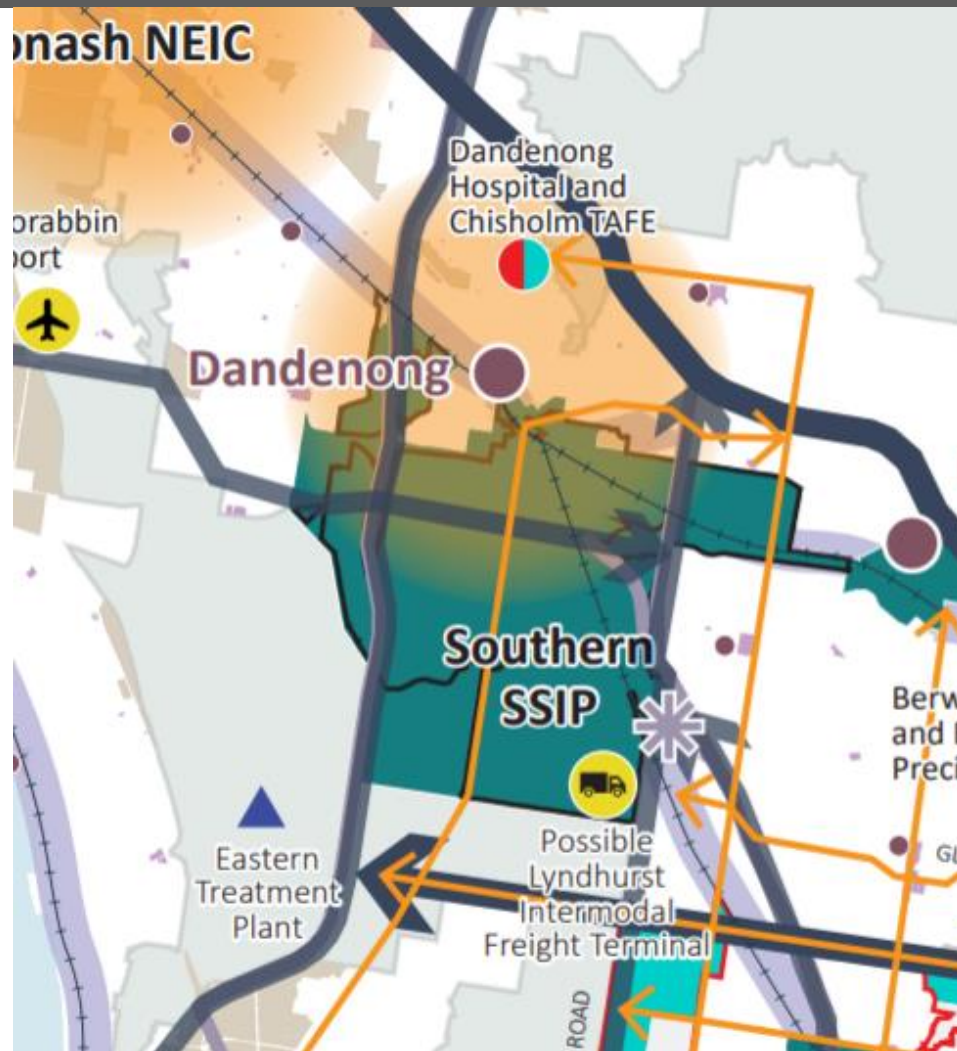 onash NEIC
Dandenong
Hospital and
Chisholm TAFE
orabbin
port
Dandenong
Southern
SSIP
Berw
and
Preci
Possible
Lyndhurst
Intermodal
Freight Terminal
Eastern
Treatment
Plant
GL
ROAD